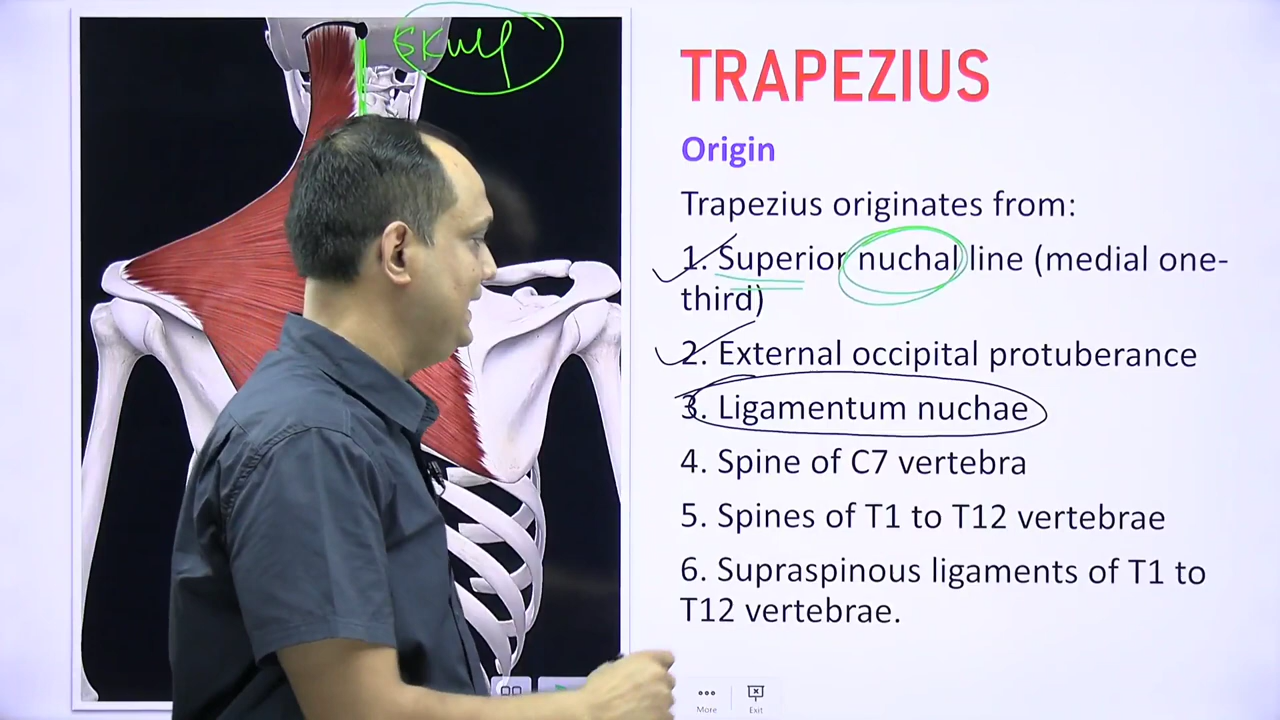 Skull
TRAPEZIUS
Origin
Trapezius originates from:
1. Superior nuchal line (medial one-
third)
2. External occipital protuberance
3. Ligamentum nuchae
4. Spine of C7 vertebra
5. Spines of T1 to T12 vertebrae
6. Supraspinous ligaments of T1 to
T12 vertebrae.
More Exit